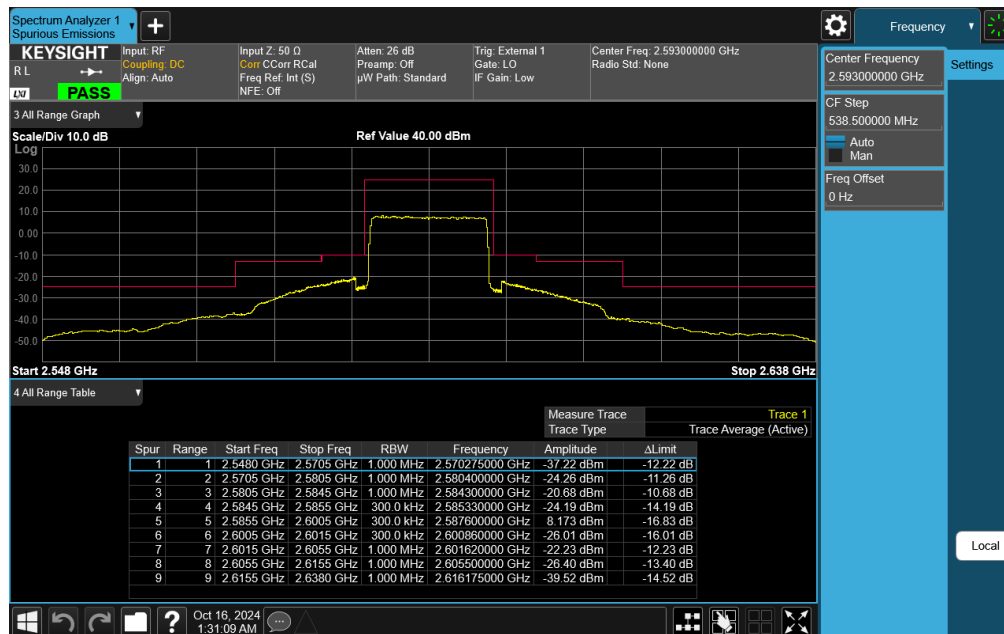 Spectrum Analyzer 1
Spurious Emissions
Frequency
KEYSIGHT
R L
LXI
PASS
Input: RF
Coupling: DC
Align: Auto
Input Z: 50 Ω
Corr CCorr RCal
Freq Ref: Int (S)
NFE: Off
Atten: 26 dB
Preamp: Off
µW Path: Standard
Trig: External 1
Gate: LO
IF Gain: Low
Center Freq: 2.593000000 GHz
Radio Std: None
Center Frequency
2.593000000 GHz
Settings
CF Step
538.500000 MHz
Auto
Man
Freq Offset
0 Hz
Local
3 All Range Graph
Scale/Div 10.0 dB
Ref Value 40.00 dBm
Log
30.0
20.0
10.0
0.00
-10.0
-20.0
-30.0
-40.0
-50.0
Start 2.548 GHz
Stop 2.638 GHz
4 All Range Table
Measure Trace Trace 1
Trace Type Trace Average (Active)
Spur Range Start Freq Stop Freq RBW Frequency Amplitude ΔLimit
1 1 2.5480 GHz 2.5705 GHz 1.000 MHz 2.570275000 GHz -37.22 dBm -12.22 dB
2 2 2.5705 GHz 2.5805 GHz 1.000 MHz 2.580400000 GHz -24.26 dBm -11.26 dB
3 3 2.5805 GHz 2.5845 GHz 1.000 MHz 2.584300000 GHz -20.68 dBm -10.68 dB
4 4 2.5845 GHz 2.5855 GHz 300.0 kHz 2.585330000 GHz -24.19 dBm -14.19 dB
5 5 2.5855 GHz 2.6005 GHz 300.0 kHz 2.587600000 GHz 8.173 dBm -16.83 dB
6 6 2.6005 GHz 2.6015 GHz 300.0 kHz 2.600860000 GHz -26.01 dBm -16.01 dB
7 7 2.6015 GHz 2.6055 GHz 1.000 MHz 2.601620000 GHz -22.23 dBm -12.23 dB
8 8 2.6055 GHz 2.6155 GHz 1.000 MHz 2.605500000 GHz -26.40 dBm -13.40 dB
9 9 2.6155 GHz 2.6380 GHz 1.000 MHz 2.616175000 GHz -39.52 dBm -14.52 dB
Oct 16, 2024
1:31:09 AM